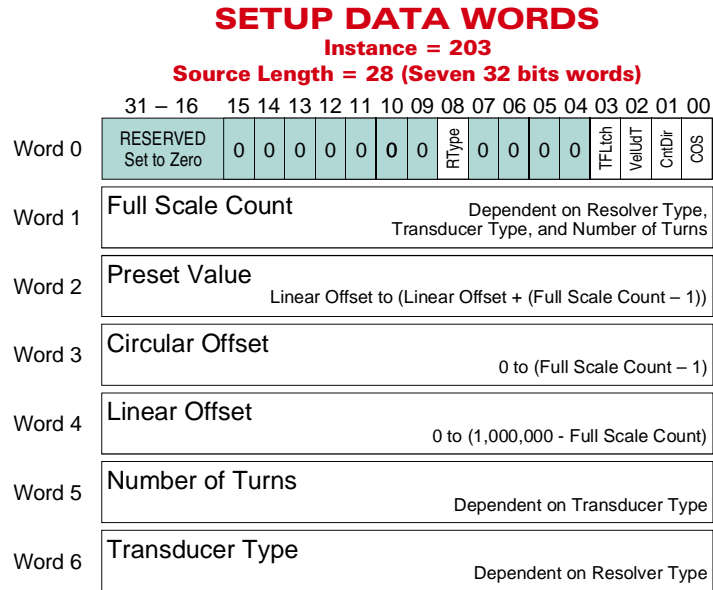 SETUP DATA WORDS
Instance = 203
Source Length = 28 (Seven 32 bits words)
31 – 16 15 14 13 12 11 10 09 08 07 06 05 04 03 02 01 00
Word 0
RESERVED
Set to Zero
0 0 0 0 0 0 0 RType 0 0 0 0 TFLtch VelUdT CntDir COS
Word 1
Full Scale Count
Dependent on Resolver Type,
Transducer Type, and Number of Turns
Word 2
Preset Value
Linear Offset to (Linear Offset + (Full Scale Count – 1))
Word 3
Circular Offset
0 to (Full Scale Count – 1)
Word 4
Linear Offset
0 to (1,000,000 - Full Scale Count)
Word 5
Number of Turns
Dependent on Transducer Type
Word 6
Transducer Type
Dependent on Resolver Type